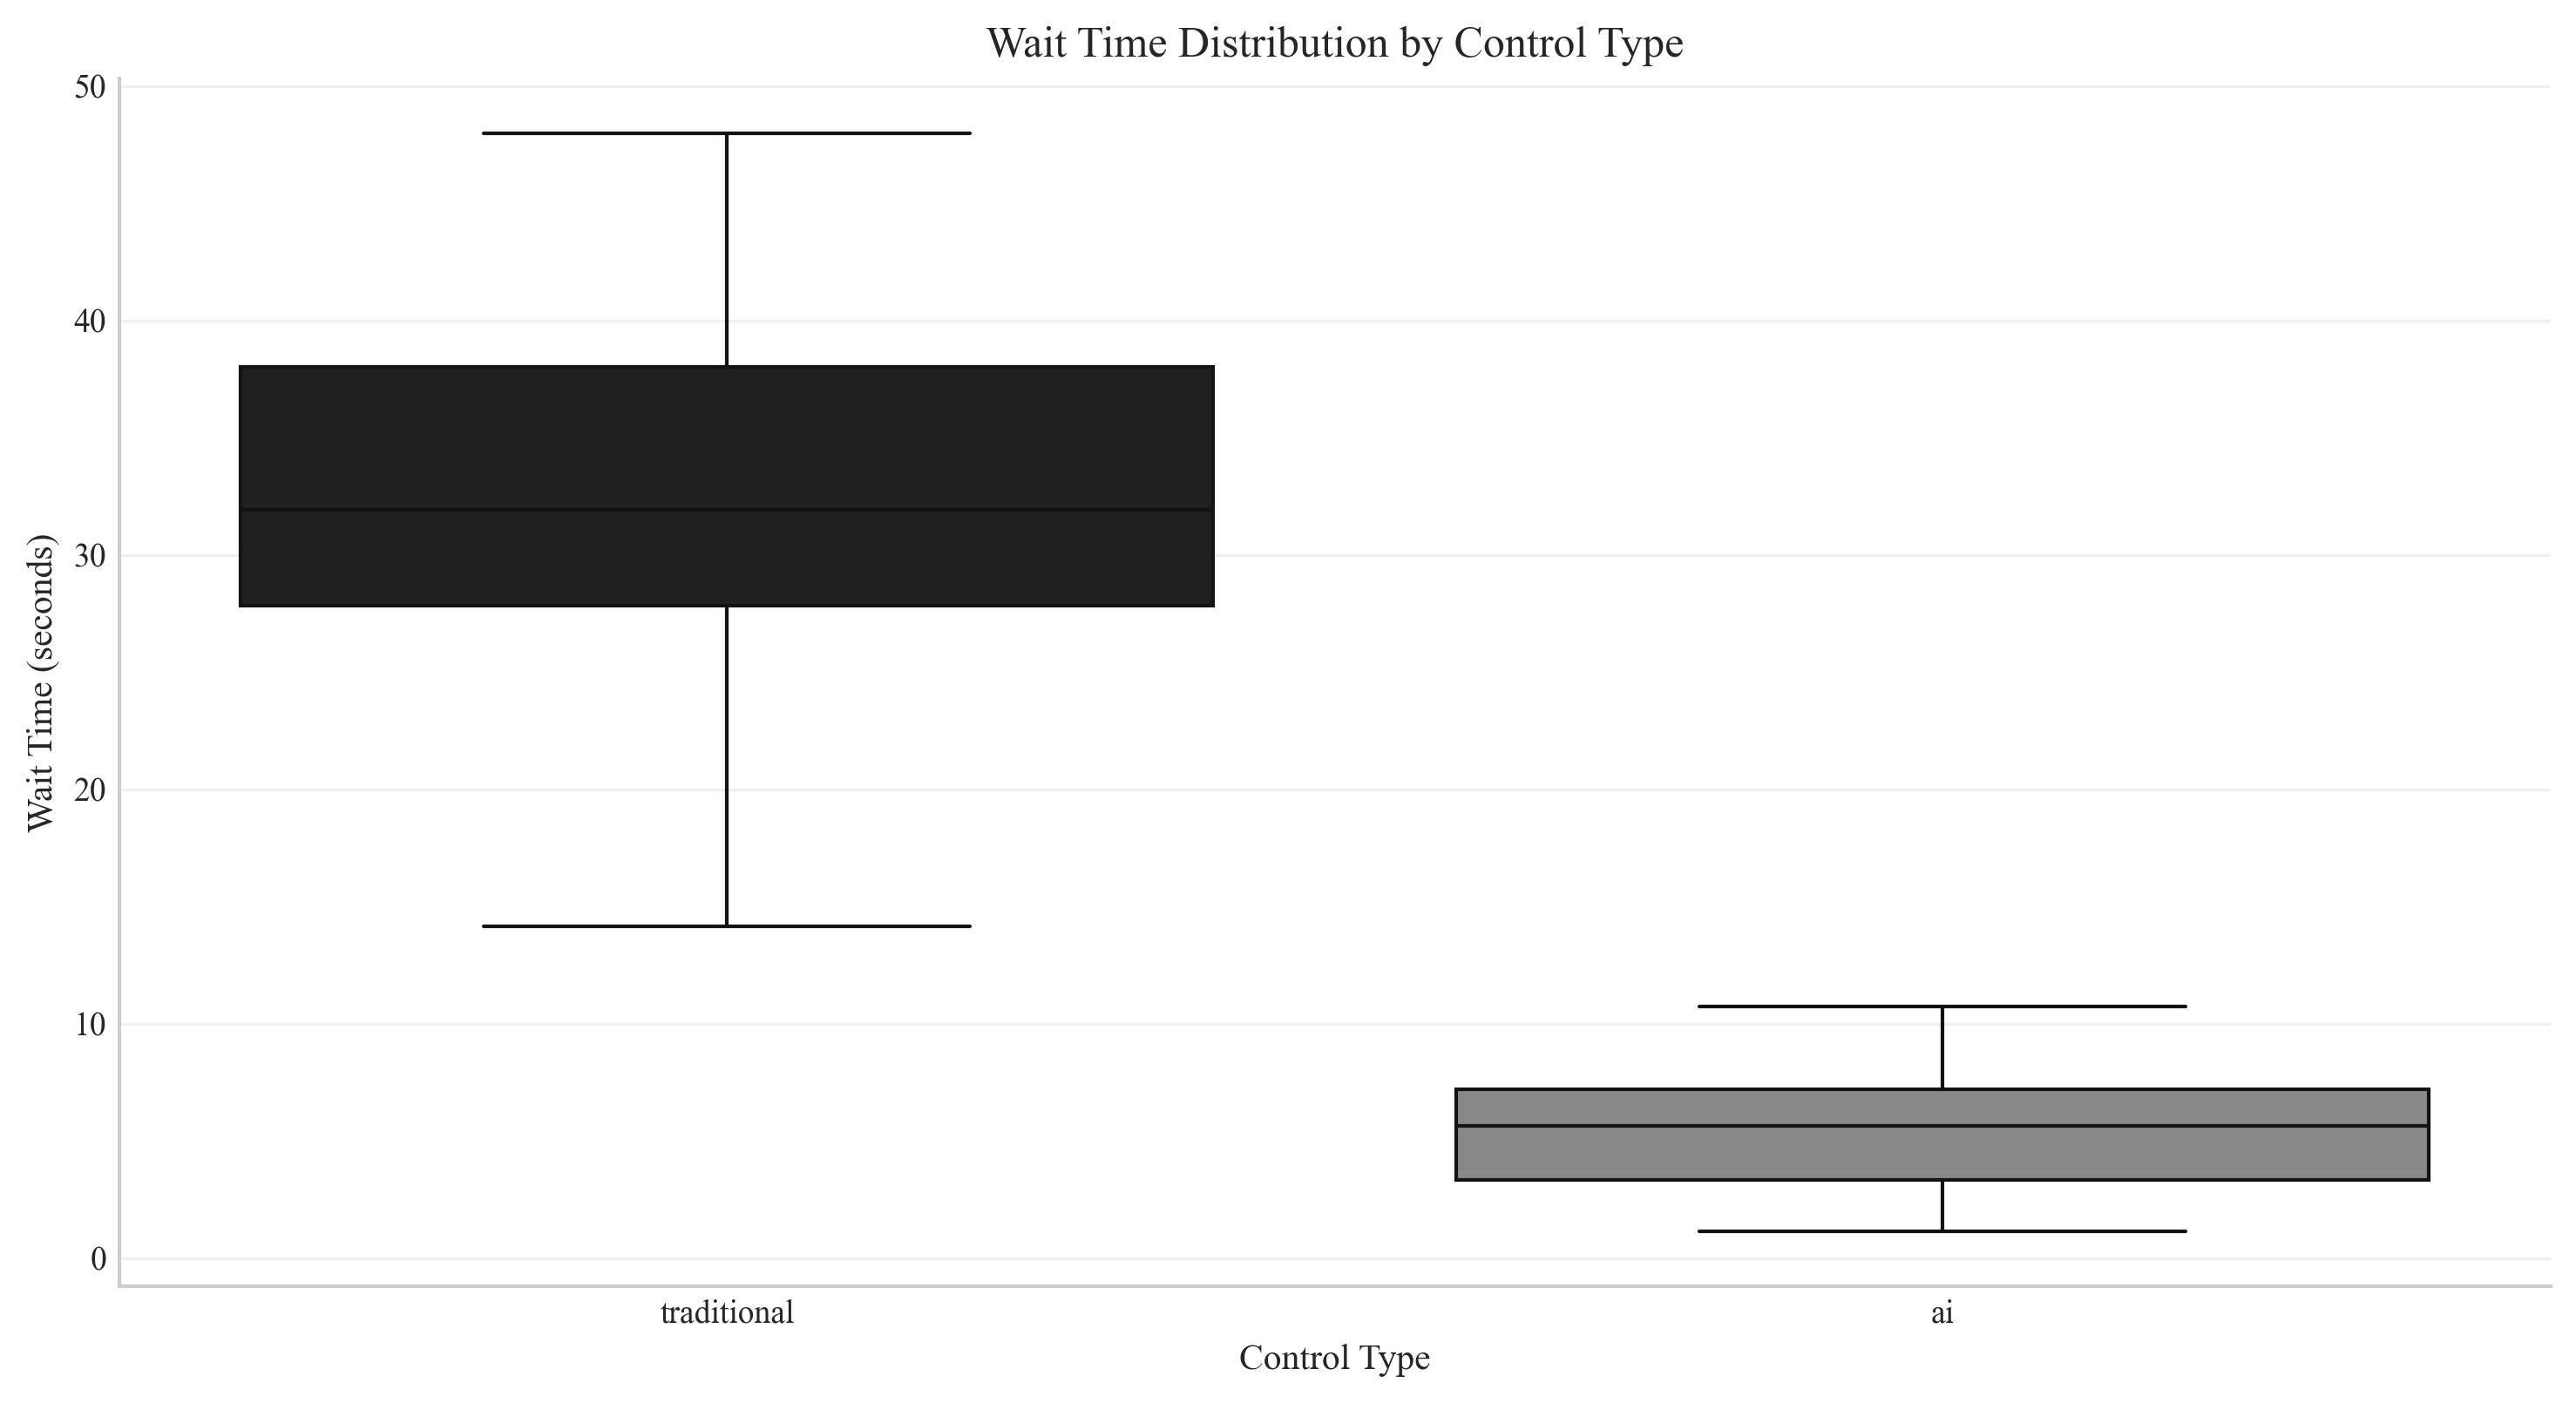 Wait Time Distribution by Control Type
50
40
30
20
10
0
Wait Time (seconds)
traditional
ai
Control Type